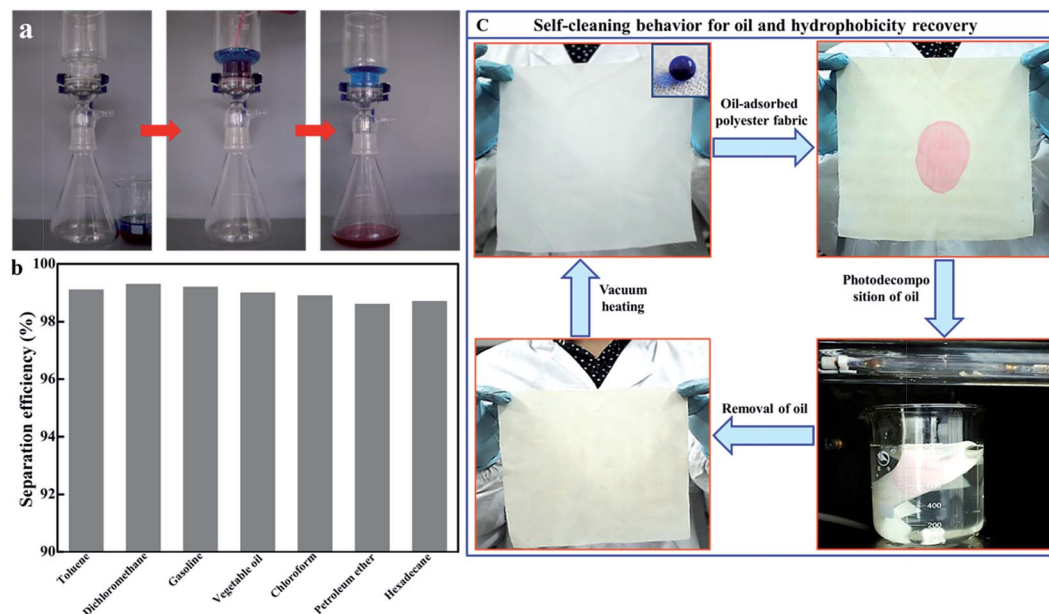 a
b
Separation efficiency (%)
100
98
96
94
92
90
Toluene
Dichloromethane
Gasoline
Vegetable oil
Chloroform
Petroleum ether
Hexadecane
C
Self-cleaning behavior for oil and hydrophobicity recovery
Oil-adsorbed
polyester fabric
Photodecompo
sition of oil
Removal of oil
Vacuum
heating
400
200